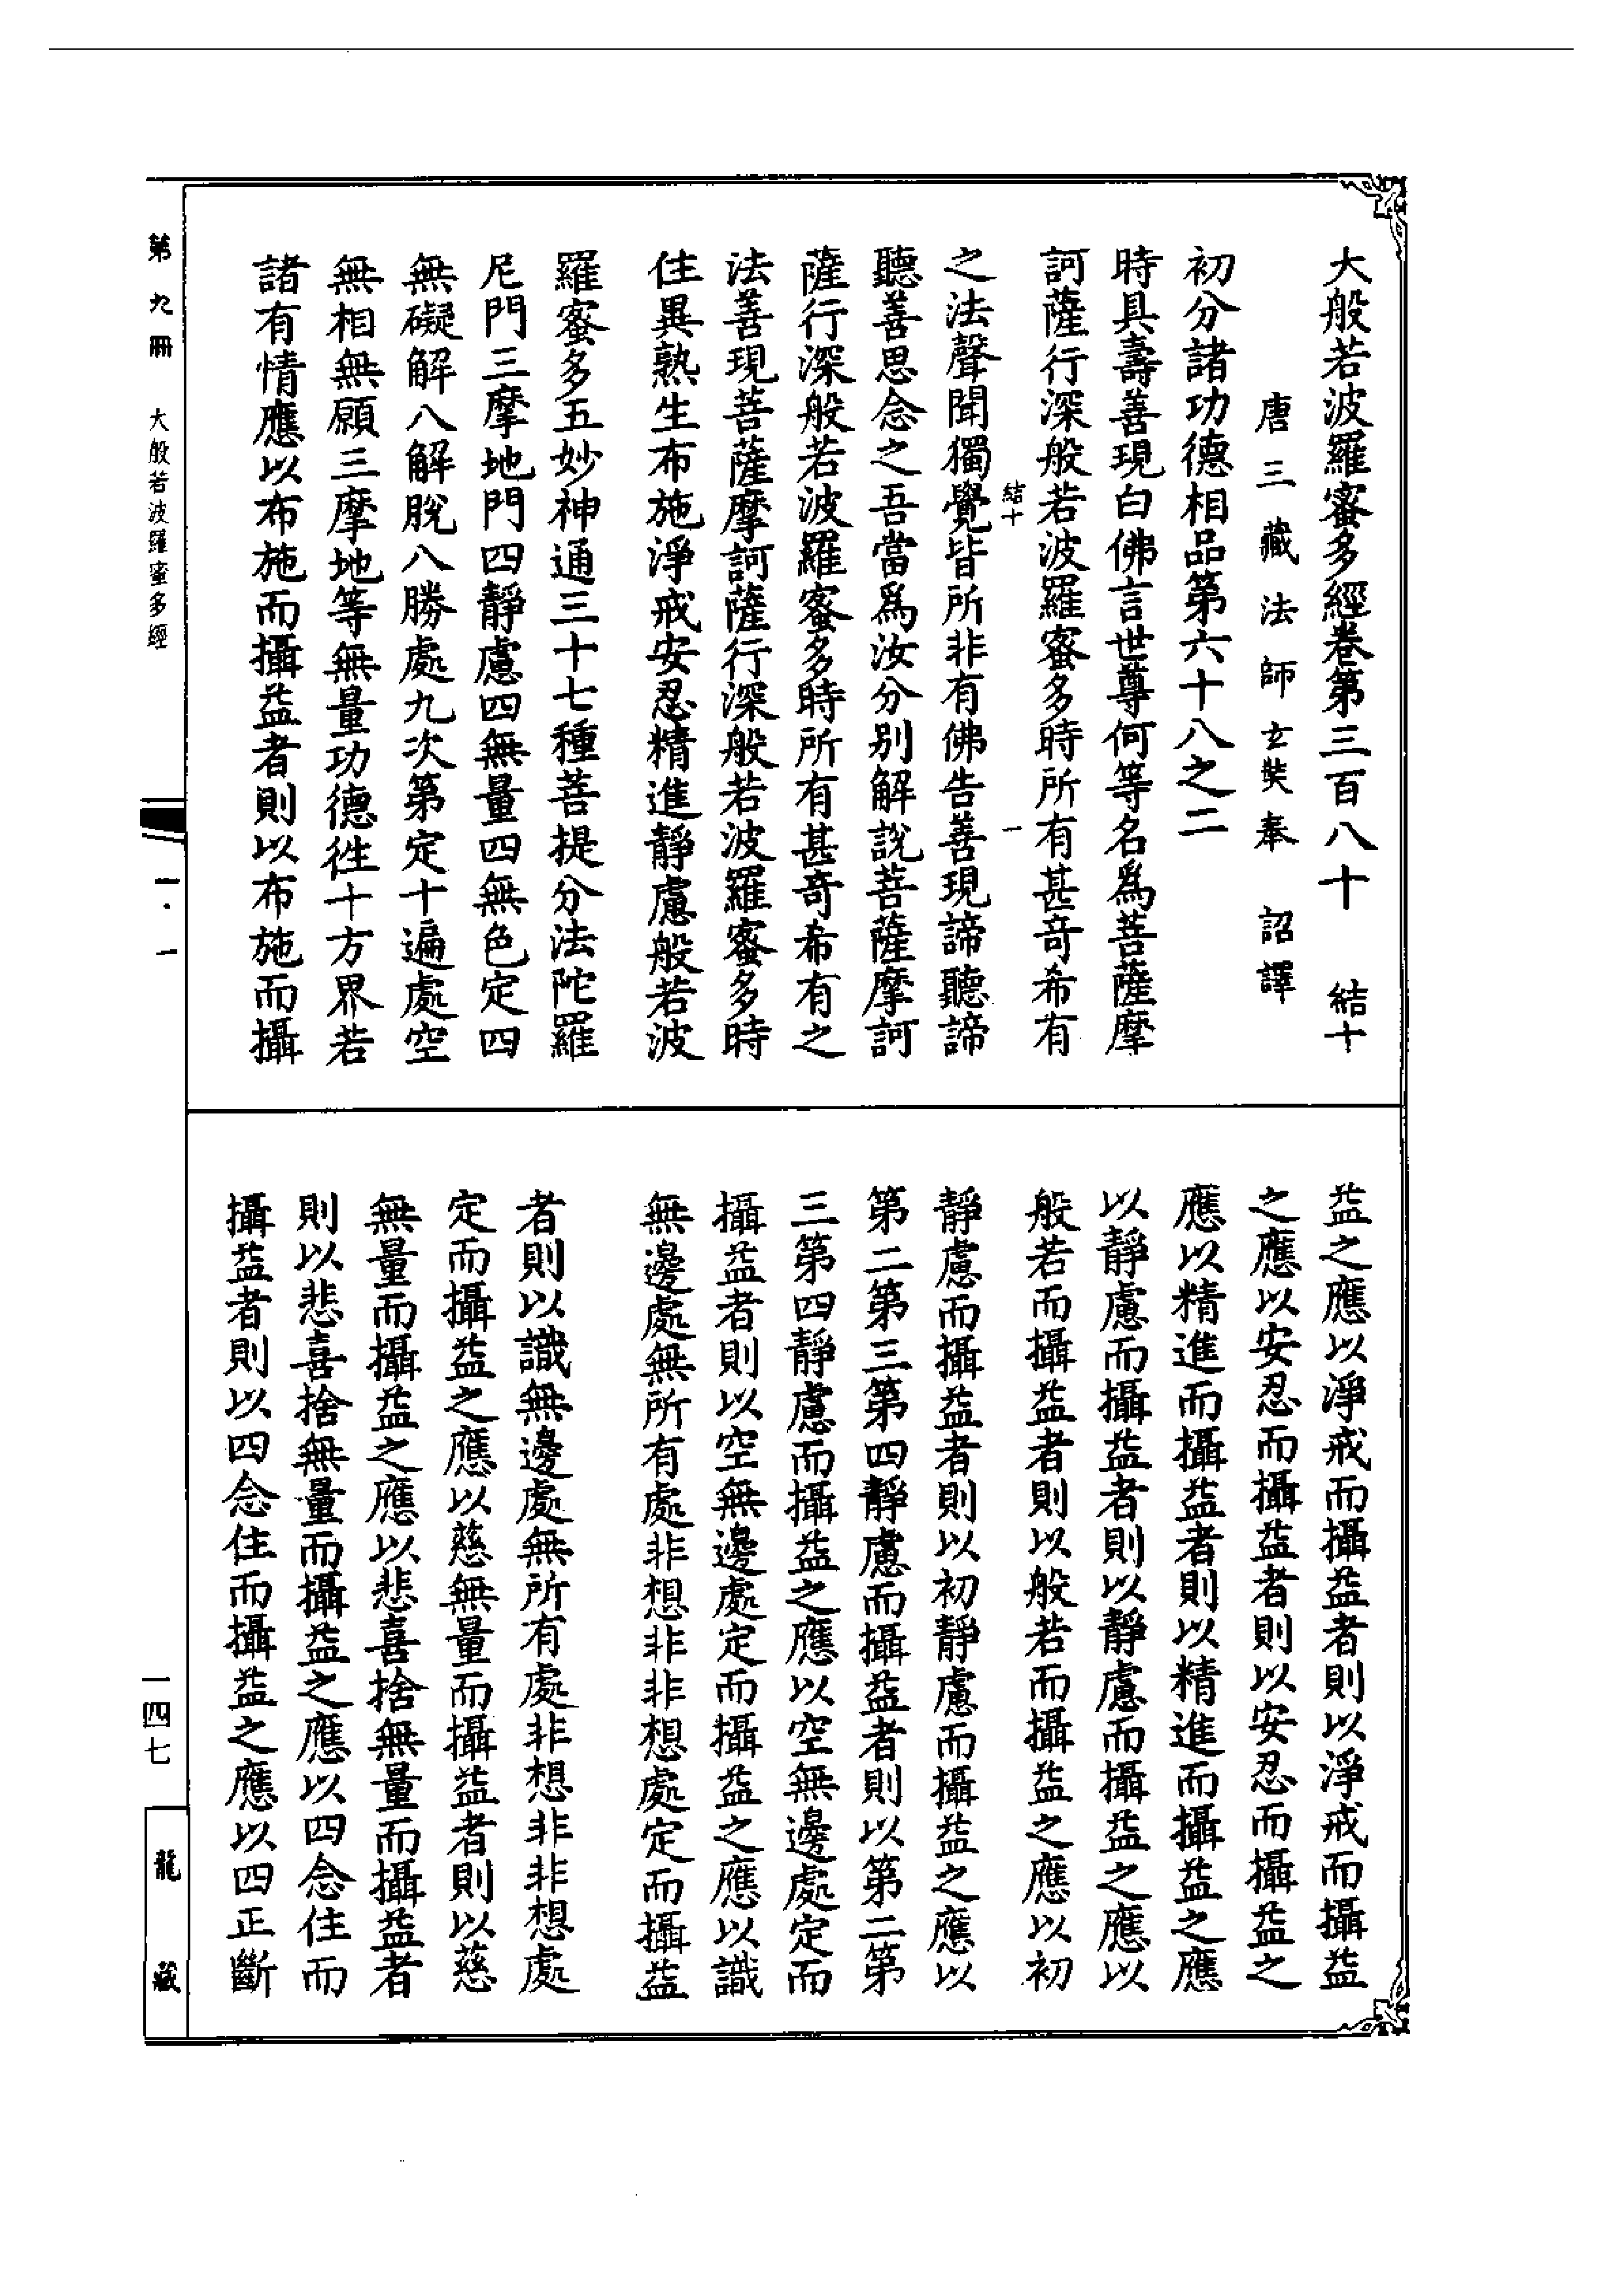 大般若波羅蜜多經卷第三百八十　結十
唐三藏法師玄奘奉　詔譯
初分諸功德相品第六十八之二
時具壽善現白佛言世尊何等名爲菩薩摩
訶薩行深般若波羅蜜多時所有甚奇希有
結十　一
之法聲聞獨覺皆所非有佛告善現諦聽諦
聽善思念之吾當爲汝分別解說菩薩摩訶
薩行深般若波羅蜜多時所有甚奇希有之
法善現菩薩摩訶薩行深般若波羅蜜多時
住異熟生布施淨戒安忍精進靜慮般若波
羅蜜多五妙神通三十七種菩提分法陀羅
尼門三摩地門四靜慮四無量四無色定四
無礙解八解脫八勝處九次第定十遍處空
無相無願三摩地等無量功德往十方界若
諸有情應以布施而攝益者則以布施而攝
益之應以淨戒而攝益者則以淨戒而攝益
之應以安忍而攝益者則以安忍而攝益之
應以精進而攝益者則以精進而攝益之應
以靜慮而攝益者則以靜慮而攝益之應以
般若而攝益者則以般若而攝益之應以初
靜慮而攝益者則以初靜慮而攝益之應以
第二第三第四靜慮而攝益者則以第二第
三第四靜慮而攝益之應以空無邊處定而
攝益者則以空無邊處定而攝益之應以識
無邊處無所有處非想非非想處定而攝益
者則以識無邊處無所有處非想非非想處
定而攝益之應以慈無量而攝益者則以慈
無量而攝益之應以悲喜捨無量而攝益者
則以悲喜捨無量而攝益之應以四念住而
攝益者則以四念住而攝益之應以四正斷
第九冊　大般若波羅蜜多經
一·一
一四七
龍藏